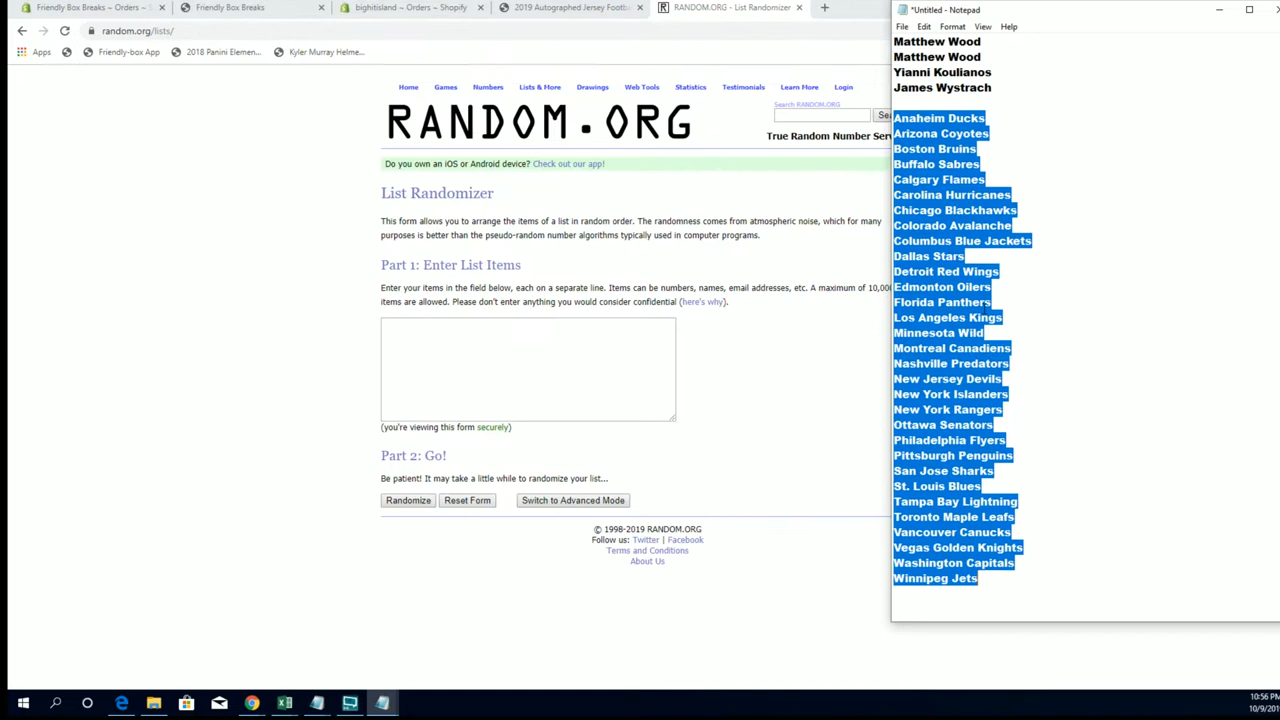 Friendly Box Breaks ~ Orders ~ S
Friendly Box Breaks
bighitisland ~ Orders ~ Shopify
2019 Autographed Jersey Footb
RANDOM.ORG - List Randomizer
random.org/lists/
Apps
Friendly-box App
2018 Panini Elemen...
Kyler Murray Helme...
Home
Games
Numbers
Lists & More
Drawings
Web Tools
Statistics
Testimonials
Learn More
Login
RANDOM.ORG
Search RANDOM.ORG
Sea
True Random Number Serv
Do you own an iOS or Android device? Check out our app!
List Randomizer
This form allows you to arrange the items of a list in random order. The randomness comes from atmospheric noise, which for many
purposes is better than the pseudo-random number algorithms typically used in computer programs.
Part 1: Enter List Items
Enter your items in the field below, each on a separate line. Items can be numbers, names, email addresses, etc. A maximum of 10,00
items are allowed. Please don't enter anything you would consider confidential (here's why).
(you're viewing this form securely)
Part 2: Go!
Be patient! It may take a little while to randomize your list...
Randomize
Reset Form
Switch to Advanced Mode
© 1998-2019 RANDOM.ORG
Follow us: Twitter | Facebook
Terms and Conditions
About Us
*Untitled - Notepad
File Edit Format View Help
Matthew Wood
Matthew Wood
Yianni Koulianos
James Wystrach
Anaheim Ducks
Arizona Coyotes
Boston Bruins
Buffalo Sabres
Calgary Flames
Carolina Hurricanes
Chicago Blackhawks
Colorado Avalanche
Columbus Blue Jackets
Dallas Stars
Detroit Red Wings
Edmonton Oilers
Florida Panthers
Los Angeles Kings
Minnesota Wild
Montreal Canadiens
Nashville Predators
New Jersey Devils
New York Islanders
New York Rangers
Ottawa Senators
Philadelphia Flyers
Pittsburgh Penguins
San Jose Sharks
St. Louis Blues
Tampa Bay Lightning
Toronto Maple Leafs
Vancouver Canucks
Vegas Golden Knights
Washington Capitals
Winnipeg Jets
10:56 PM
10/9/201